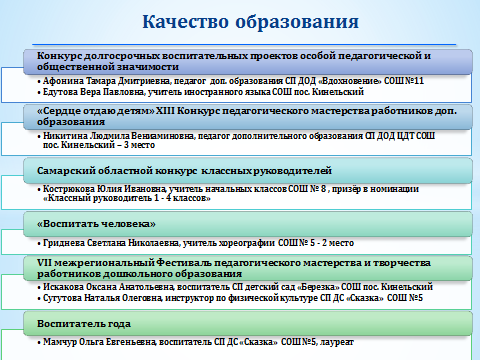 Качество образования
Конкурс долгосрочных воспитательных проектов особой педагогической и
общественной значимости
• Афонина Тамара Дмитриевна, педагог доп. образования СП ДОД «Вдохновение» СОШ №11
• Едутова Вера Павловна, учитель иностранного языка СОШ пос. Кинельский
«Сердце отдаю детям» XIII Конкурс педагогического мастерства работников доп.
образования
• Никитина Людмила Вениаминовна, педагог дополнительного образования СП ДОД ЦДТ СОШ
пос. Кинельский – 3 место
Самарский областной конкурс классных руководителей
• Кострюкова Юлия Ивановна, учитель начальных классов СОШ № 8 , призёр в номинации
«Классный руководитель 1 - 4 классов»
«Воспитать человека»
• Гриднева Светлана Николаевна, учитель хореографии СОШ № 5 - 2 место
VII межрегиональный Фестиваль педагогического мастерства и творчества
работников дошкольного образования
• Искакова Оксана Анатольевна, воспитатель СП детский сад «Березка» СОШ пос. Кинельский
• Сугутова Наталья Олеговна, инструктор по физической культуре СП ДС «Сказка» СОШ №5
Воспитатель года
• Мамчур Ольга Евгеньевна, воспитатель СП ДС «Сказка» СОШ №5, лауреат